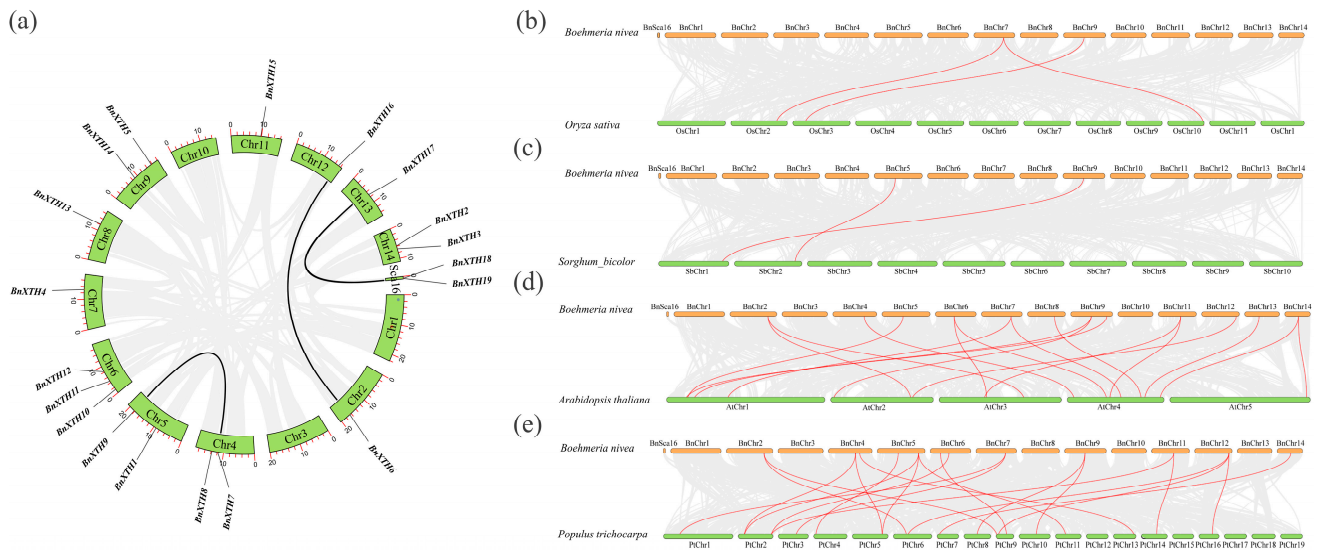 (a)
BnXTH15
BnXTH16
BnXTH17
BnXTH2
BnXTH3
BnXTH18
BnXTH19
BnXTH6
BnXTH7
BnXTH8
BnXTH1
BnXTH9
BnXTH10
BnXTH11
BnXTH12
BnXTH4
BnXTH13
BnXTH14
BnXTH5
Chr11
Chr12
Chr13
Chr14
Sca16
Chr1
Chr2
Chr3
Chr4
Chr5
Chr6
Chr7
Chr8
Chr9
Chr10
(b)
BnSca16 BnChr1 BnChr2 BnChr3 BnChr4 BnChr5 BnChr6 BnChr7 BnChr8 BnChr9 BnChr10 BnChr11 BnChr12 BnChr13 BnChr14
Boehmeria nivea
Oryza sativa
OsChr1 OsChr2 OsChr3 OsChr4 OsChr5 OsChr6 OsChr7 OsChr8 OsChr9 OsChr10 OsChr11 OsChr1
(c)
BnSca16 BnChr1 BnChr2 BnChr3 BnChr4 BnChr5 BnChr6 BnChr7 BnChr8 BnChr9 BnChr10 BnChr11 BnChr12 BnChr13 BnChr14
Boehmeria nivea
Sorghum_bicolor
SbChr1 SbChr2 SbChr3 SbChr4 SbChr5 SbChr6 SbChr7 SbChr8 SbChr9 SbChr10
(d)
BnSca16 BnChr1 BnChr2 BnChr3 BnChr4 BnChr5 BnChr6 BnChr7 BnChr8 BnChr9 BnChr10 BnChr11 BnChr12 BnChr13 BnChr14
Boehmeria nivea
Arabidopsis thaliana
AtChr1 AtChr2 AtChr3 AtChr4 AtChr5
(e)
BnSca16 BnChr1 BnChr2 BnChr3 BnChr4 BnChr5 BnChr6 BnChr7 BnChr8 BnChr9 BnChr10 BnChr11 BnChr12 BnChr13 BnChr14
Boehmeria nivea
Populus trichocarpa
PtChr1 PtChr2 PtChr3 PtChr4 PtChr5 PtChr6 PtChr7 PtChr8 PtChr9 PtChr10 PtChr11 PtChr12 PtChr13 PtChr14 PtChr15 PtChr16 PtChr17 PtChr18 PtChr19